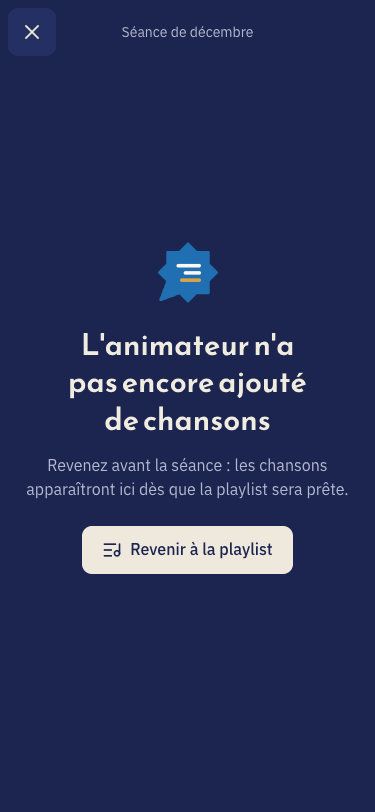 Séance de décembre
L'animateur n'a
pas encore ajouté
de chansons
Revenez avant la séance : les chansons
apparaîtront ici dès que la playlist sera prête.
Revenir à la playlist